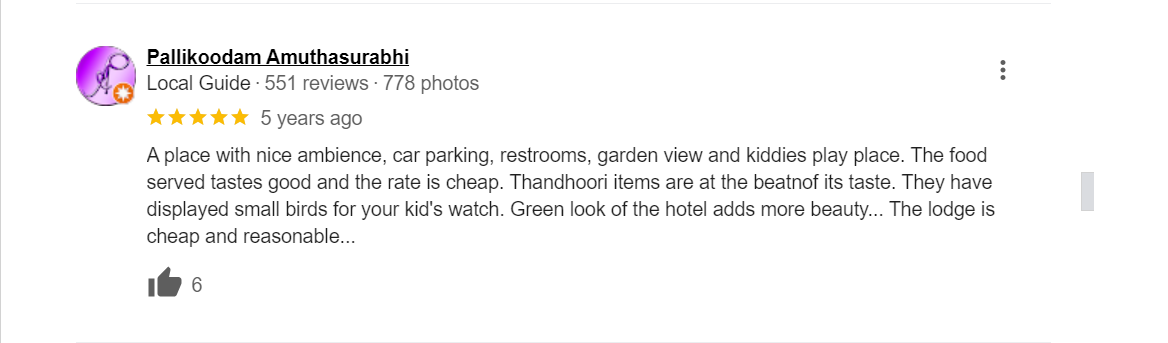 Pallikoodam Amuthasurabhi
Local Guide · 551 reviews · 778 photos
5 years ago
A place with nice ambience, car parking, restrooms, garden view and kiddies play place. The food
served tastes good and the rate is cheap. Thandhoori items are at the beatnof its taste. They have
displayed small birds for your kid's watch. Green look of the hotel adds more beauty... The lodge is
cheap and reasonable...
6